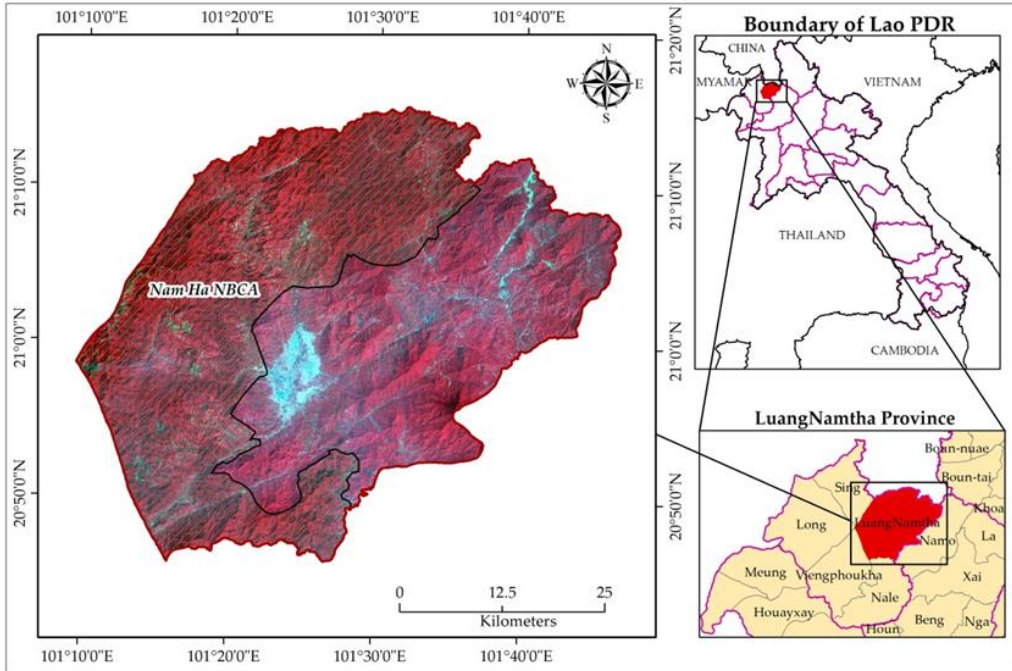 101°10'0"E
101°20'0"E
101°30'0"E
101°40'0"E
21°10'0"N
21°0'0"N
20°50'0"N
N
W
E
S
Nam Ha NBCA
0
12.5
25
Kilometers
101°10'0"E
101°20'0"E
101°30'0"E
101°40'0"E
21°20'0"N
21°10'0"N
21°0'0"N
20°50'0"N
Boundary of Lao PDR
CHINA
MYAMAR
VIETNAM
THAILAND
CAMBODIA
LuangNamtha Province
Boun-nuae
Boun-tai
Sing
Khoa
Long
LuangNamtha
Namo
La
Meung
Viengphoukha
Xai
Nale
Houayxay
Houn
Beng
Nga